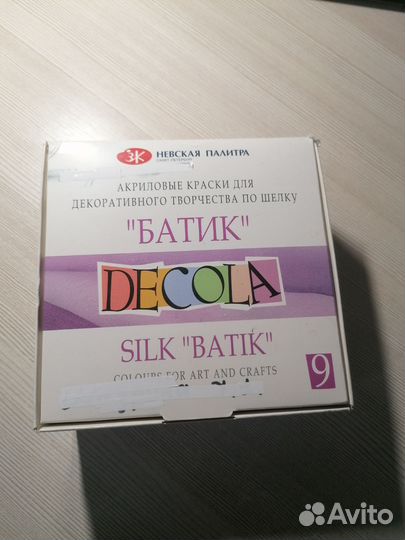 ЗК НЕВСКАЯ ПАЛИТРА
АКРИЛОВЫЕ КРАСКИ ДЛЯ
ДЕКОРАТИВНОГО ТВОРЧЕСТВА ПО ШЕЛКУ
"БАТИК"
DECOLA
SILK "BATIK"
COLOURS FOR ART AND CRAFTS
9
Avito